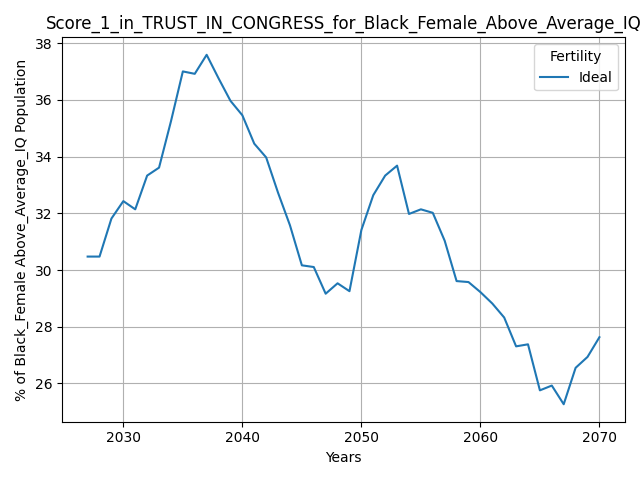 Score_1_in_TRUST_IN_CONGRESS_for_Black_Female_Above_Average_IQ
Fertility
Ideal
% of Black_Female Above_Average_IQ Population
38
36
34
32
30
28
26
2030 2040 2050 2060 2070
Years